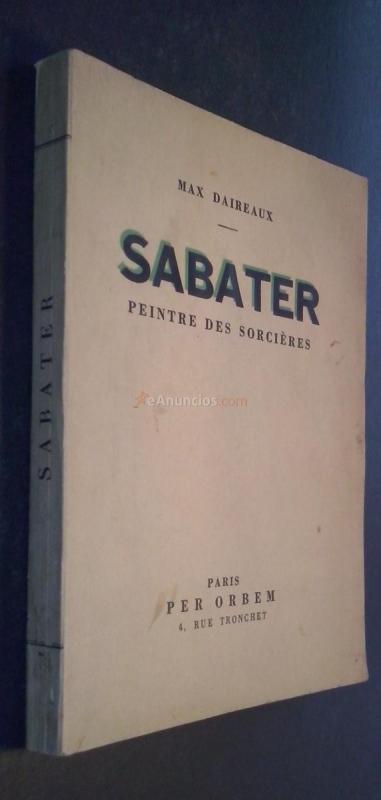 MAX DAIREAUX
SABATER
PEINTRE DES SORCIÈRES
eAnuncios.com
PARIS
PER ORBEM
4, RUE TRONCHET
SABATER